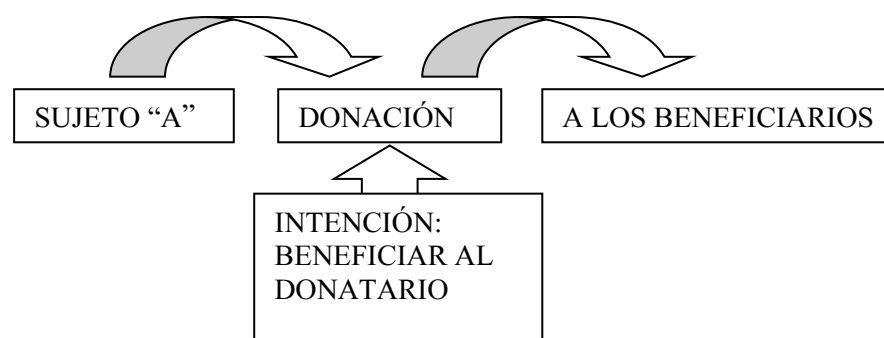 SUJETO “A”
DONACIÓN
A LOS BENEFICIARIOS
INTENCIÓN:
BENEFICIAR AL
DONATARIO